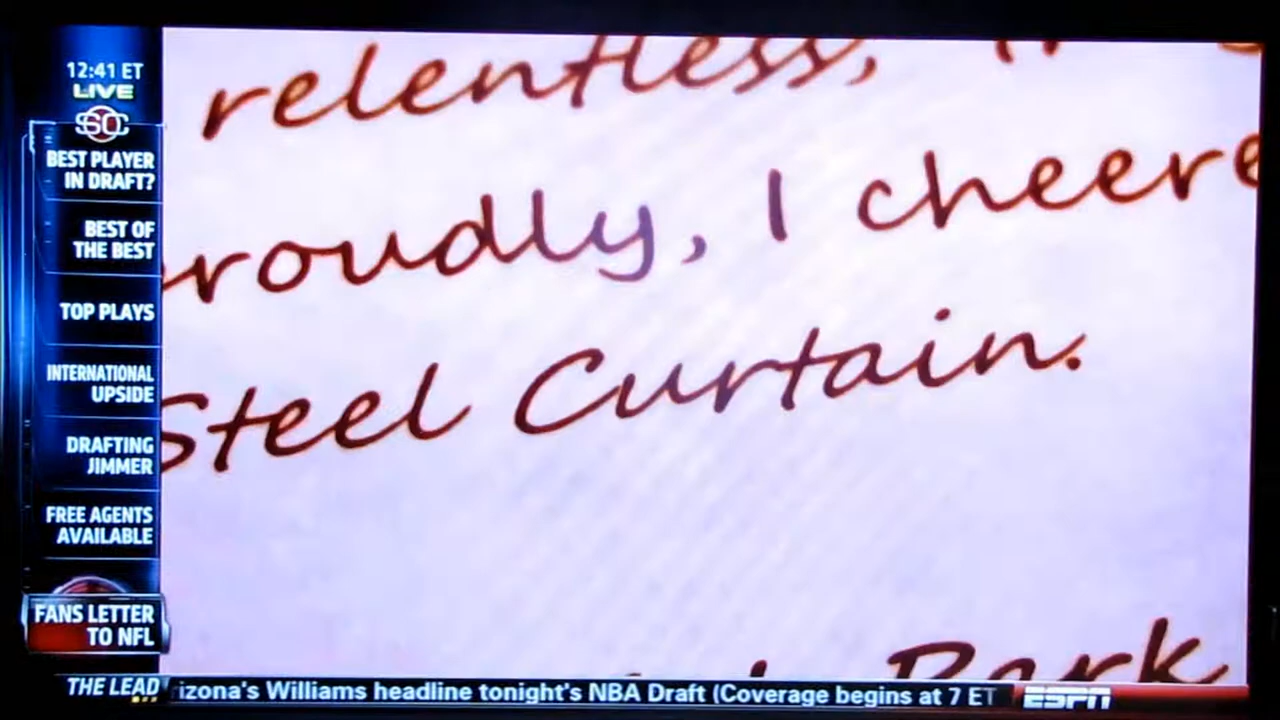 12:41 ET
LIVE
SC
BEST PLAYER
IN DRAFT?
BEST OF
THE BEST
TOP PLAYS
INTERNATIONAL
UPSIDE
DRAFTING
JIMMER
FREE AGENTS
AVAILABLE
FANS LETTER
TO NFL
relentless,
roudly, I cheere
Steel Curtain.
Park
THE LEAD izona's Williams headline tonight's NBA Draft (Coverage begins at 7 ET ESPN